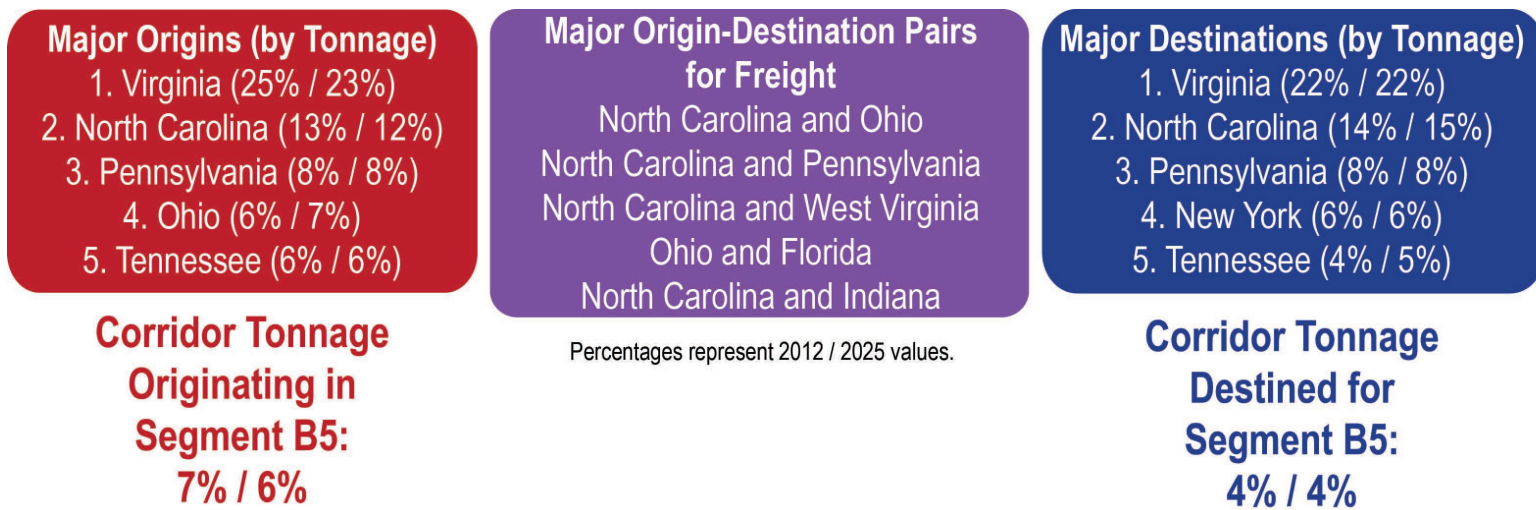 Major Origins (by Tonnage)
1. Virginia (25% / 23%)
2. North Carolina (13% / 12%)
3. Pennsylvania (8% / 8%)
4. Ohio (6% / 7%)
5. Tennessee (6% / 6%)
Corridor Tonnage
Originating in
Segment B5:
7% / 6%
Major Origin-Destination Pairs
for Freight
North Carolina and Ohio
North Carolina and Pennsylvania
North Carolina and West Virginia
Ohio and Florida
North Carolina and Indiana
Percentages represent 2012 / 2025 values.
Major Destinations (by Tonnage)
1. Virginia (22% / 22%)
2. North Carolina (14% / 15%)
3. Pennsylvania (8% / 8%)
4. New York (6% / 6%)
5. Tennessee (4% / 5%)
Corridor Tonnage
Destined for
Segment B5:
4% / 4%